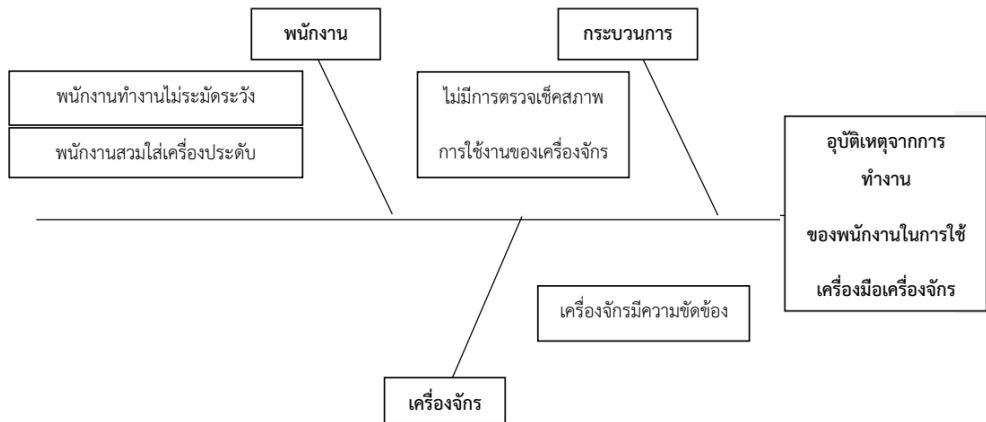 พนักงาน
กระบวนการ
พนักงานทำงานไม่ระมัดระวัง
พนักงานสวมใส่เครื่องประดับ
ไม่มีการตรวจเช็คสภาพ
การใช้งานของเครื่องจักร
อุบัติเหตุจากการ
ทำงาน
ของพนักงานในการใช้
เครื่องมือเครื่องจักร
เครื่องจักรมีความขัดข้อง
เครื่องจักร